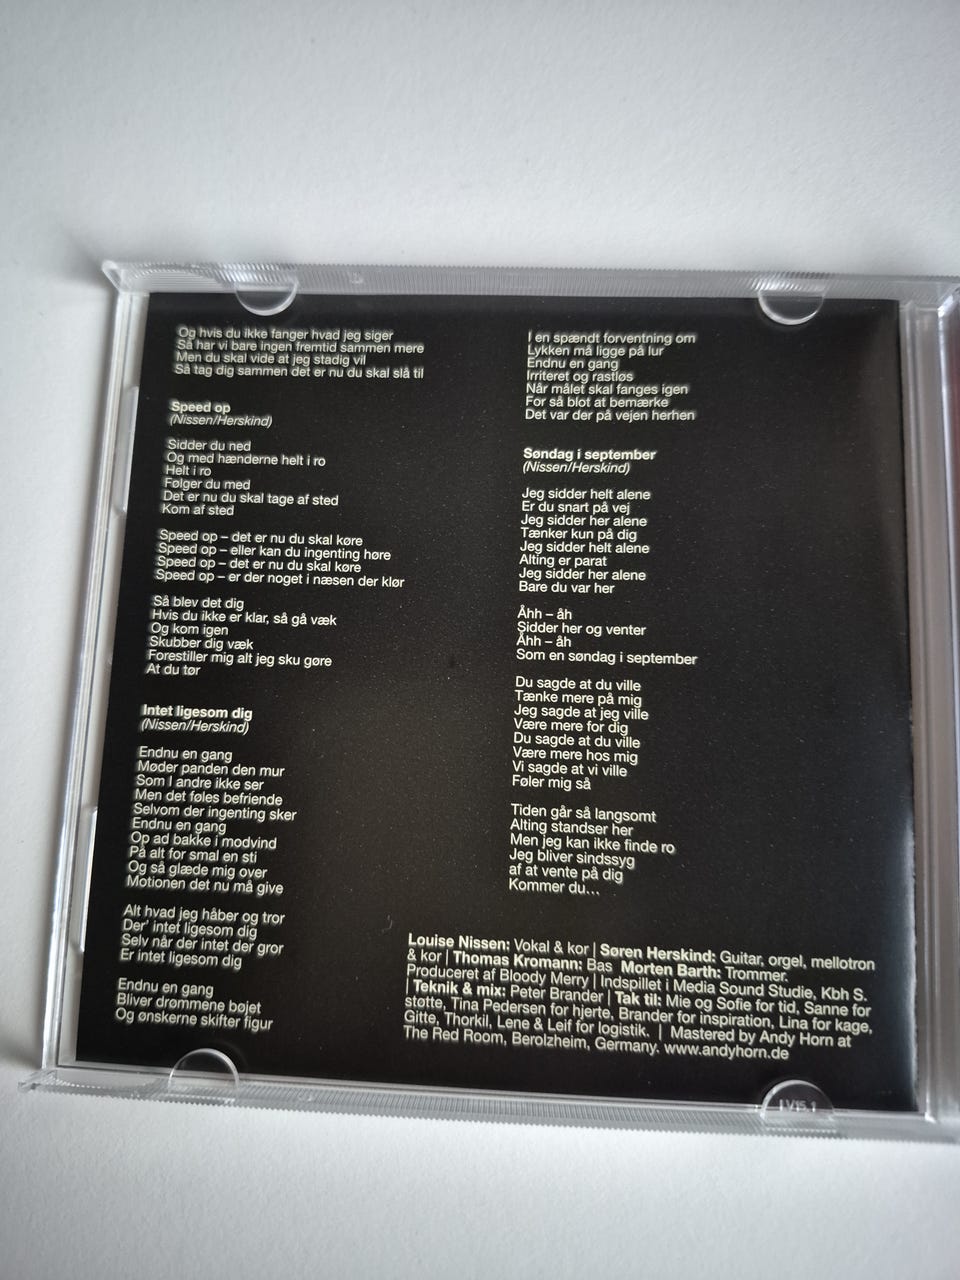 Og hvis du ikke fanger hvad jeg siger
Så har vi bare ingen fremtid sammen mere
Men du skal vide at jeg stadig vil
Så tag dig sammen det er nu du skal slå til
Speed op
(Nissen/Herskind)
Sidder du ned
Og med hænderne helt i ro
Helt i ro
Følger du med
Det er nu du skal tage af sted
Kom af sted
Speed op – det er nu du skal køre
Speed op – eller kan du ingenting høre
Speed op – det er nu du skal køre
Speed op – er der noget i næsen der klør
Så blev det dig
Hvis du ikke er klar, så gå væk
Og kom igen
Skubber dig væk
Forestiller mig alt jeg sku gøre
At du tør
Intet ligesom dig
(Nissen/Herskind)
Endnu en gang
Møder panden den mur
Som I andre ikke ser
Men det føles befriende
Selvom der ingenting sker
Endnu en gang
Op ad bakke i modvind
På alt for smal en sti
Og så glæde mig over
Motionen det nu må give
Alt hvad jeg håber og tror
Der' intet ligesom dig
Selv når der intet der gror
Er intet ligesom dig
Endnu en gang
Bliver drømmene bøjet
Og ønskerne skifter figur
I en spændt forventning om
Lykken må ligge på lur
Endnu en gang
Irriteret og rastløs
Når målet skal fanges igen
For så blot at bemærke
Det var der på vejen herhen
Søndag i september
(Nissen/Herskind)
Jeg sidder helt alene
Er du snart på vej
Jeg sidder her alene
Tænker kun på dig
Jeg sidder helt alene
Alting er parat
Jeg sidder her alene
Bare du var her
Åhh – åh
Sidder her og venter
Åhh – åh
Som en søndag i september
Du sagde at du ville
Tænke mere på mig
Jeg sagde at jeg ville
Være mere for dig
Du sagde at du ville
Være mere hos mig
Vi sagde at vi ville
Føler mig så
Tiden går så langsomt
Alting standser her
Men jeg kan ikke finde ro
Jeg bliver sindssyg
af at vente på dig
Kommer du...
Louise Nissen: Vokal & kor | Søren Herskind: Guitar, orgel, mellotron
& kor | Thomas Kromann: Bas Morten Barth: Trommer.
Produceret af Bloody Merry | Indspillet i Media Sound Studie, Kbh S.
| Teknik & mix: Peter Brander | Tak til: Mie og Sofie for tid, Sanne for
støtte, Tina Pedersen for hjerte, Brander for inspiration, Lina for kage,
Gitte, Thorkil, Lene & Leif for logistik. | Mastered by Andy Horn at
The Red Room, Berolzheim, Germany. www.andyhorn.de